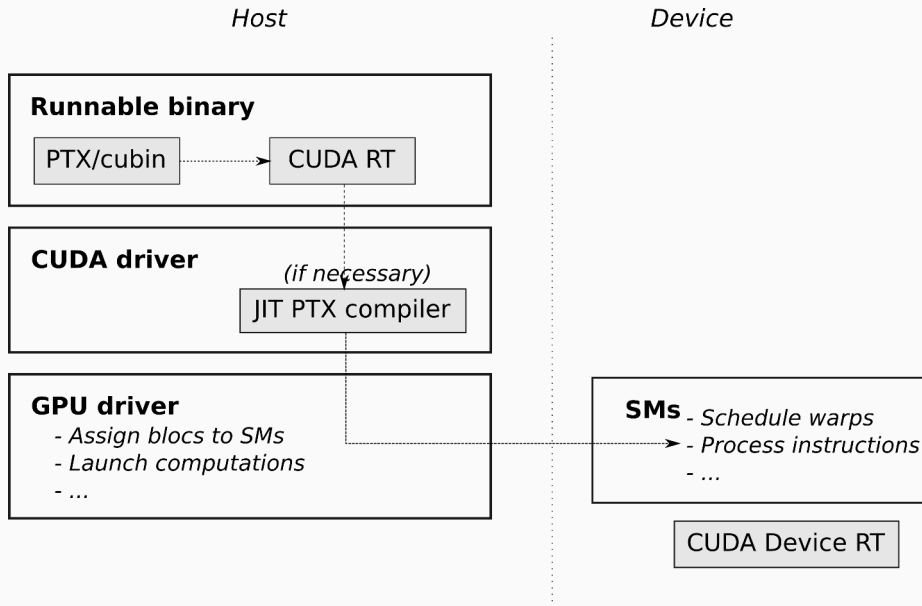 Host
Device
Runnable binary
PTX/cubin
CUDA RT
CUDA driver
(if necessary)
JIT PTX compiler
GPU driver
- Assign blocs to SMs
- Launch computations
- ...
SMs
- Schedule warps
- Process instructions
- ...
CUDA Device RT